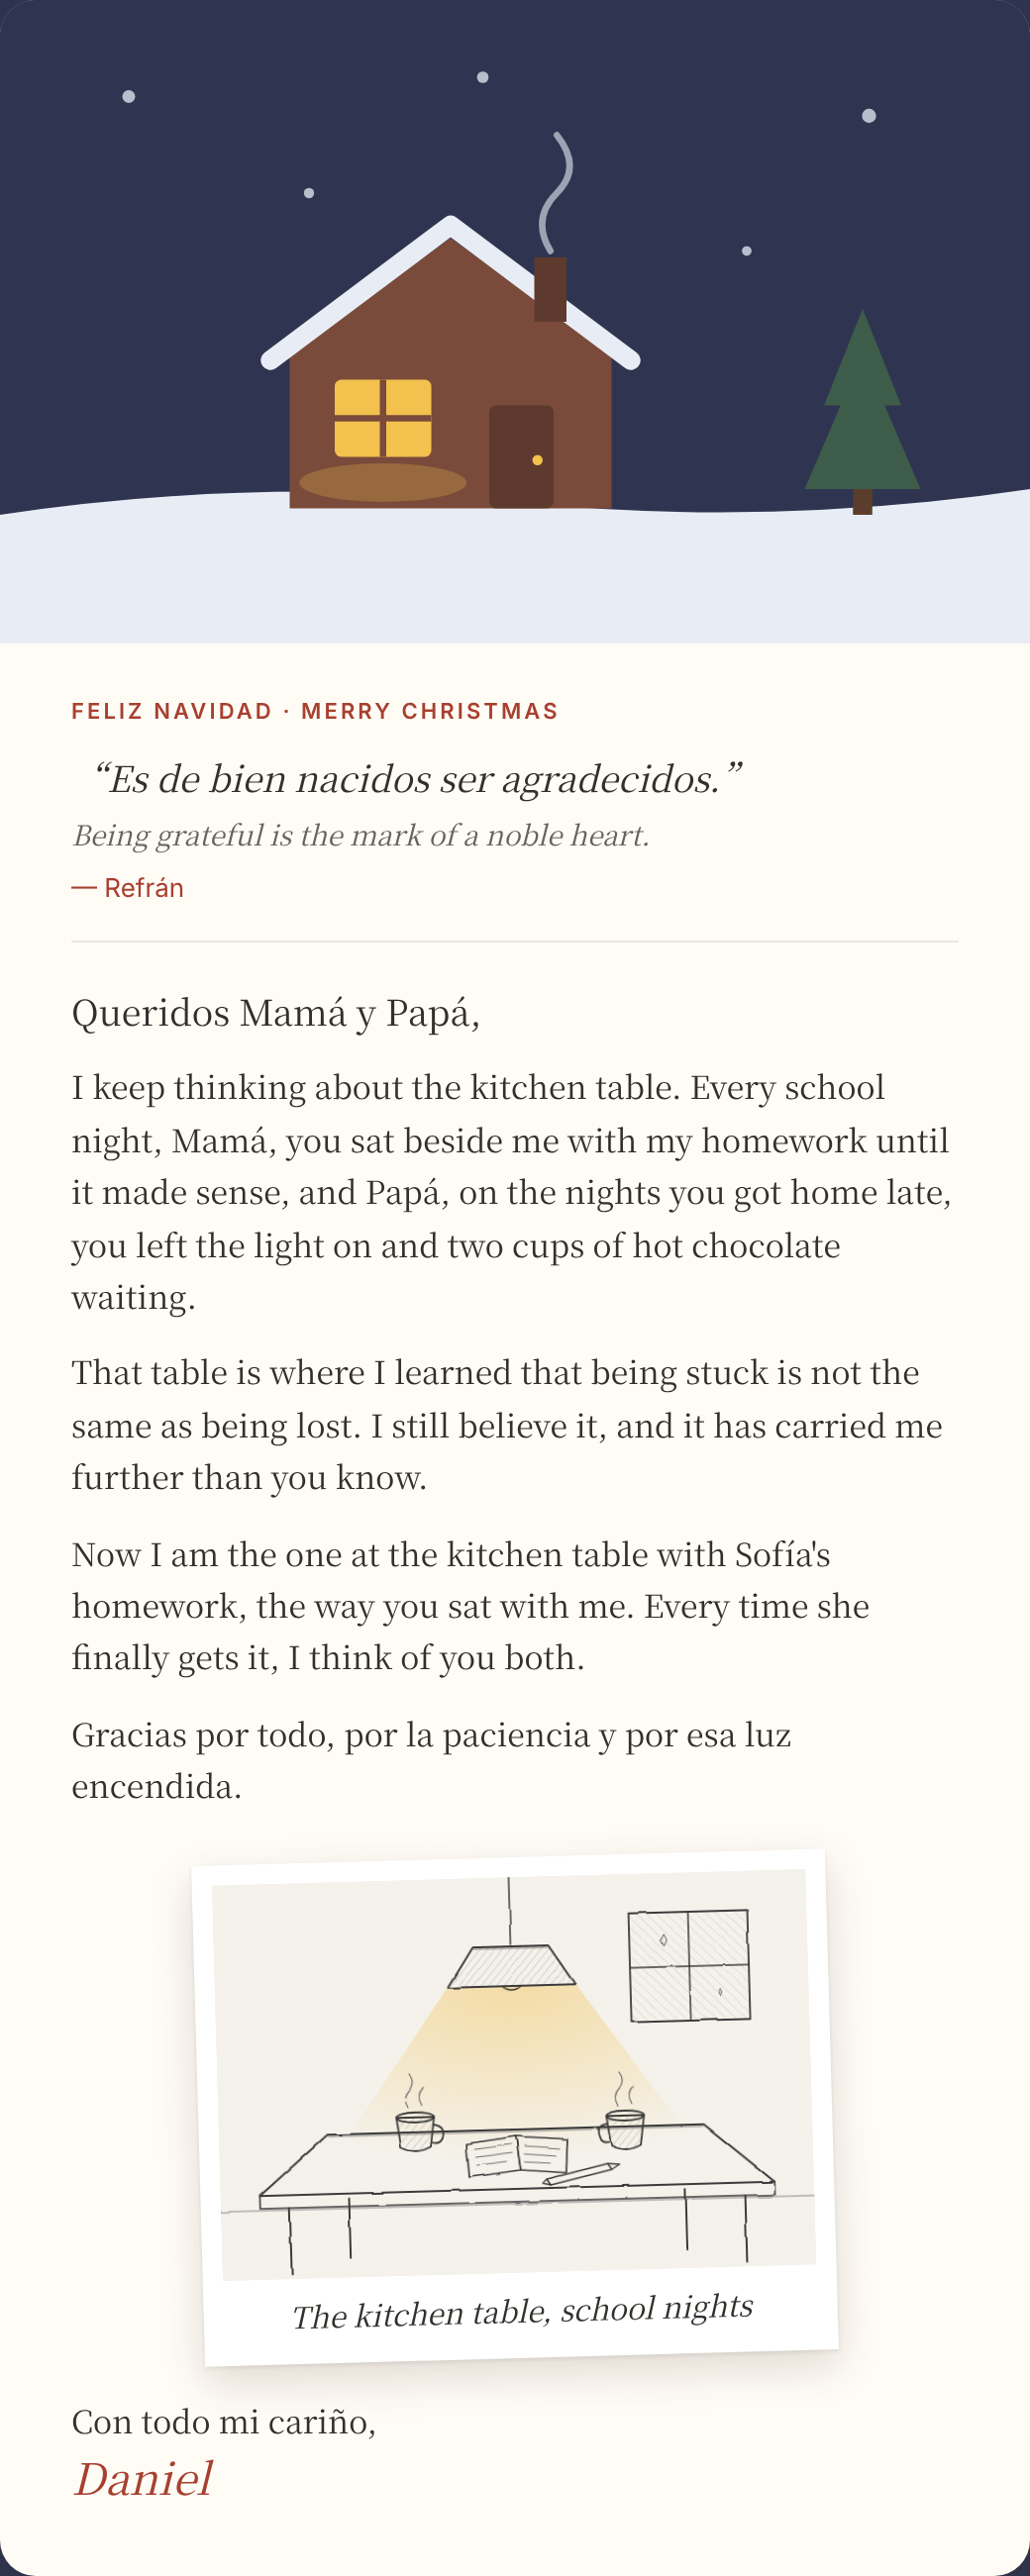 FELIZ NAVIDAD · MERRY CHRISTMAS
“Es de bien nacidos ser agradecidos.”
Being grateful is the mark of a noble heart.
— Refrán
Queridos Mamá y Papá,
I keep thinking about the kitchen table. Every school
night, Mamá, you sat beside me with my homework until
it made sense, and Papá, on the nights you got home late,
you left the light on and two cups of hot chocolate
waiting.
That table is where I learned that being stuck is not the
same as being lost. I still believe it, and it has carried me
further than you know.
Now I am the one at the kitchen table with Sofía's
homework, the way you sat with me. Every time she
finally gets it, I think of you both.
Gracias por todo, por la paciencia y por esa luz
encendida.
The kitchen table, school nights
Con todo mi cariño,
Daniel